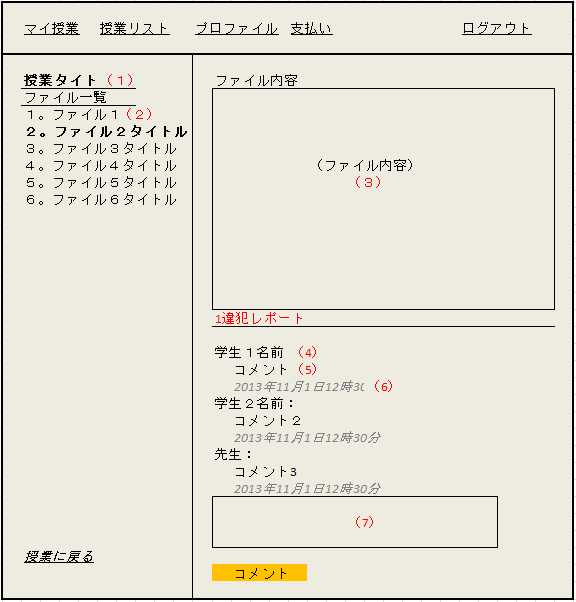 マイ授業 授業リスト プロファイル 支払い ログアウト
授業タイト（１）
ファイル一覧
１。ファイル１（２）
２。ファイル２タイトル
３。ファイル３タイトル
４。ファイル４タイトル
５。ファイル５タイトル
６。ファイル６タイトル
授業に戻る
ファイル内容
（ファイル内容）
（３）
1違犯レポート
学生１名前 （4）
コメント （5）
2013年11月1日12時30 （6）
学生２名前：
コメント２
2013年11月1日12時30分
先生：
コメント3
2013年11月1日12時30分
（7）
コメント